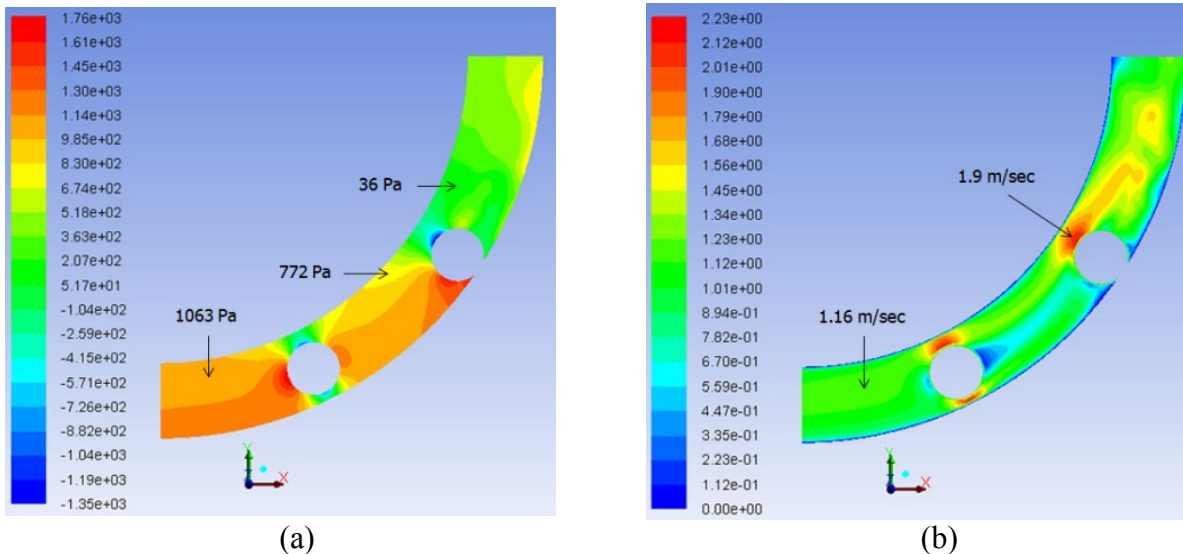 1.76e+03
1.61e+03
1.45e+03
1.30e+03
1.14e+03
9.85e+02
8.30e+02
6.74e+02
5.18e+02
3.63e+02
2.07e+02
5.17e+01
-1.04e+02
-2.59e+02
-4.15e+02
-5.71e+02
-7.26e+02
-8.82e+02
-1.04e+03
-1.19e+03
-1.35e+03
36 Pa
772 Pa
1063 Pa
Y
Z
X
(a)
2.23e+00
2.12e+00
2.01e+00
1.90e+00
1.79e+00
1.68e+00
1.56e+00
1.45e+00
1.34e+00
1.23e+00
1.12e+00
1.01e+00
8.94e-01
7.82e-01
6.70e-01
5.59e-01
4.47e-01
3.35e-01
2.23e-01
1.12e-01
0.00e+00
1.9 m/sec
1.16 m/sec
Y
Z
X
(b)